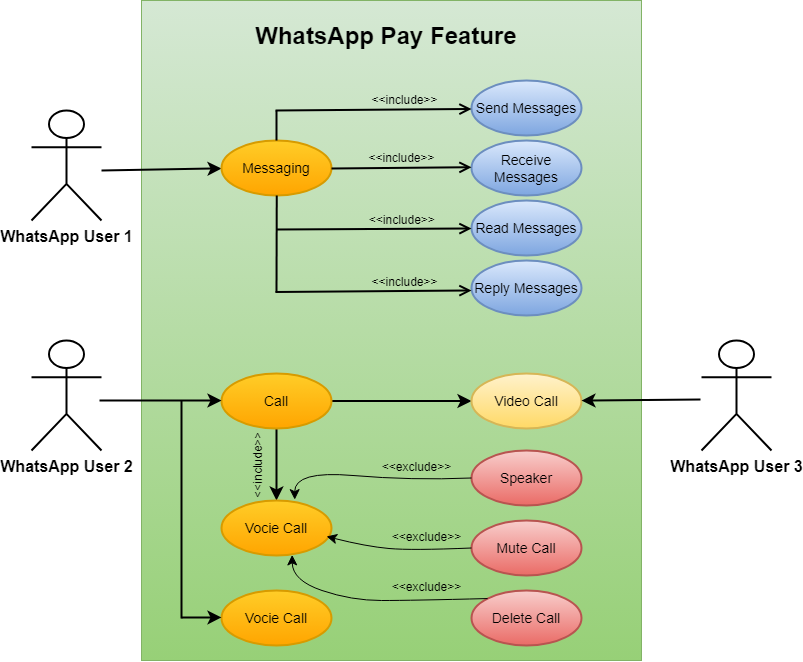 WhatsApp Pay Feature
<<include>>
Send Messages
<<include>>
Messaging
Receive
Messages
<<include>>
Read Messages
WhatsApp User 1
<<include>>
Reply Messages
Call
Video Call
<<include>>
<<exclude>>
Speaker
WhatsApp User 2
WhatsApp User 3
Vocie Call
<<exclude>>
Mute Call
<<exclude>>
Vocie Call
Delete Call